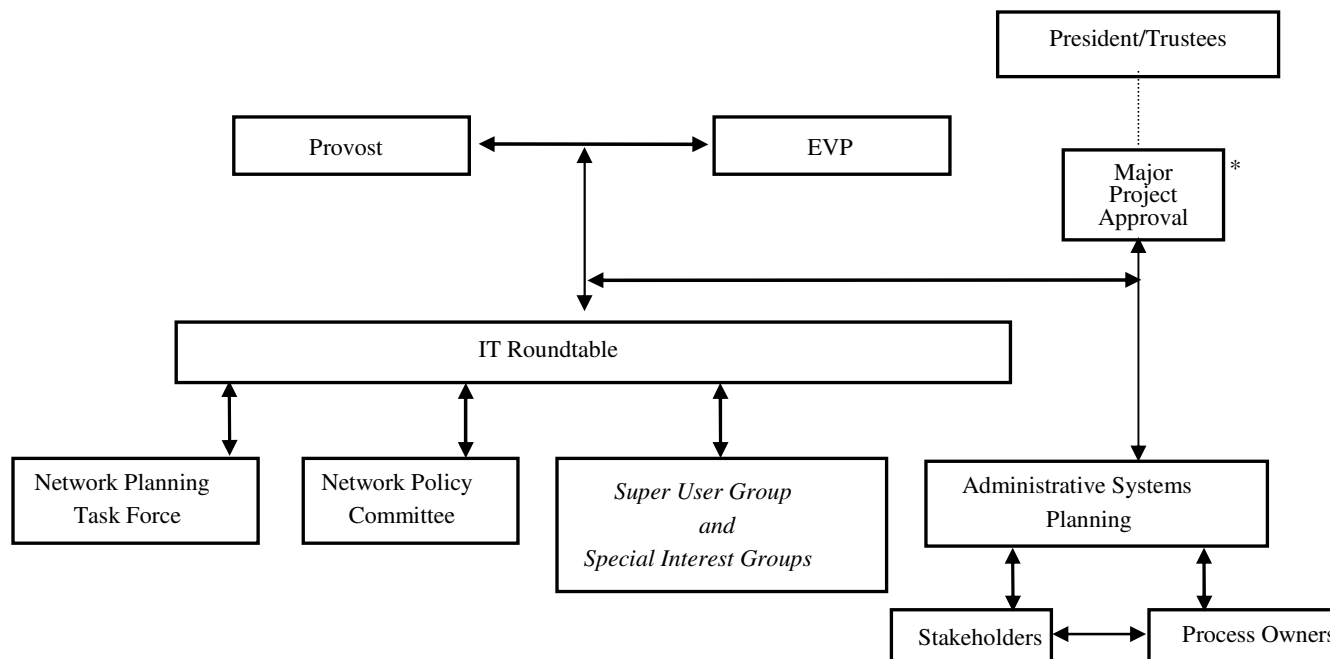 President/Trustees
Provost
EVP
Major
Project
Approval
*
IT Roundtable
Network Planning
Task Force
Network Policy
Committee
Super User Group
and
Special Interest Groups
Administrative Systems
Planning
Stakeholders
Process Owners